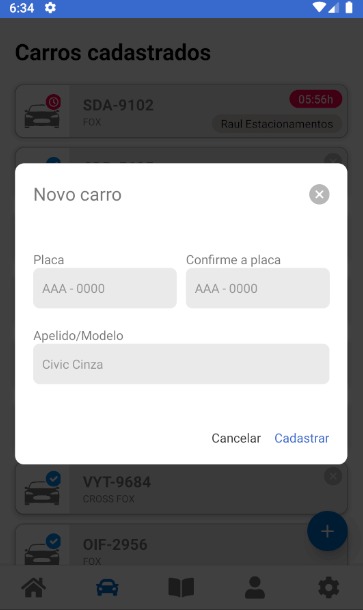 6:34
Carros cadastrados
SDA-9102
05:56h
FOX
Raul Estacionamentos
Novo carro
Placa
Confirme a placa
AAA - 0000
AAA - 0000
Apelido/Modelo
Civic Cinza
Cancelar
Cadastrar
VYT-9684
CROSS FOX
OIF-2956
FOX